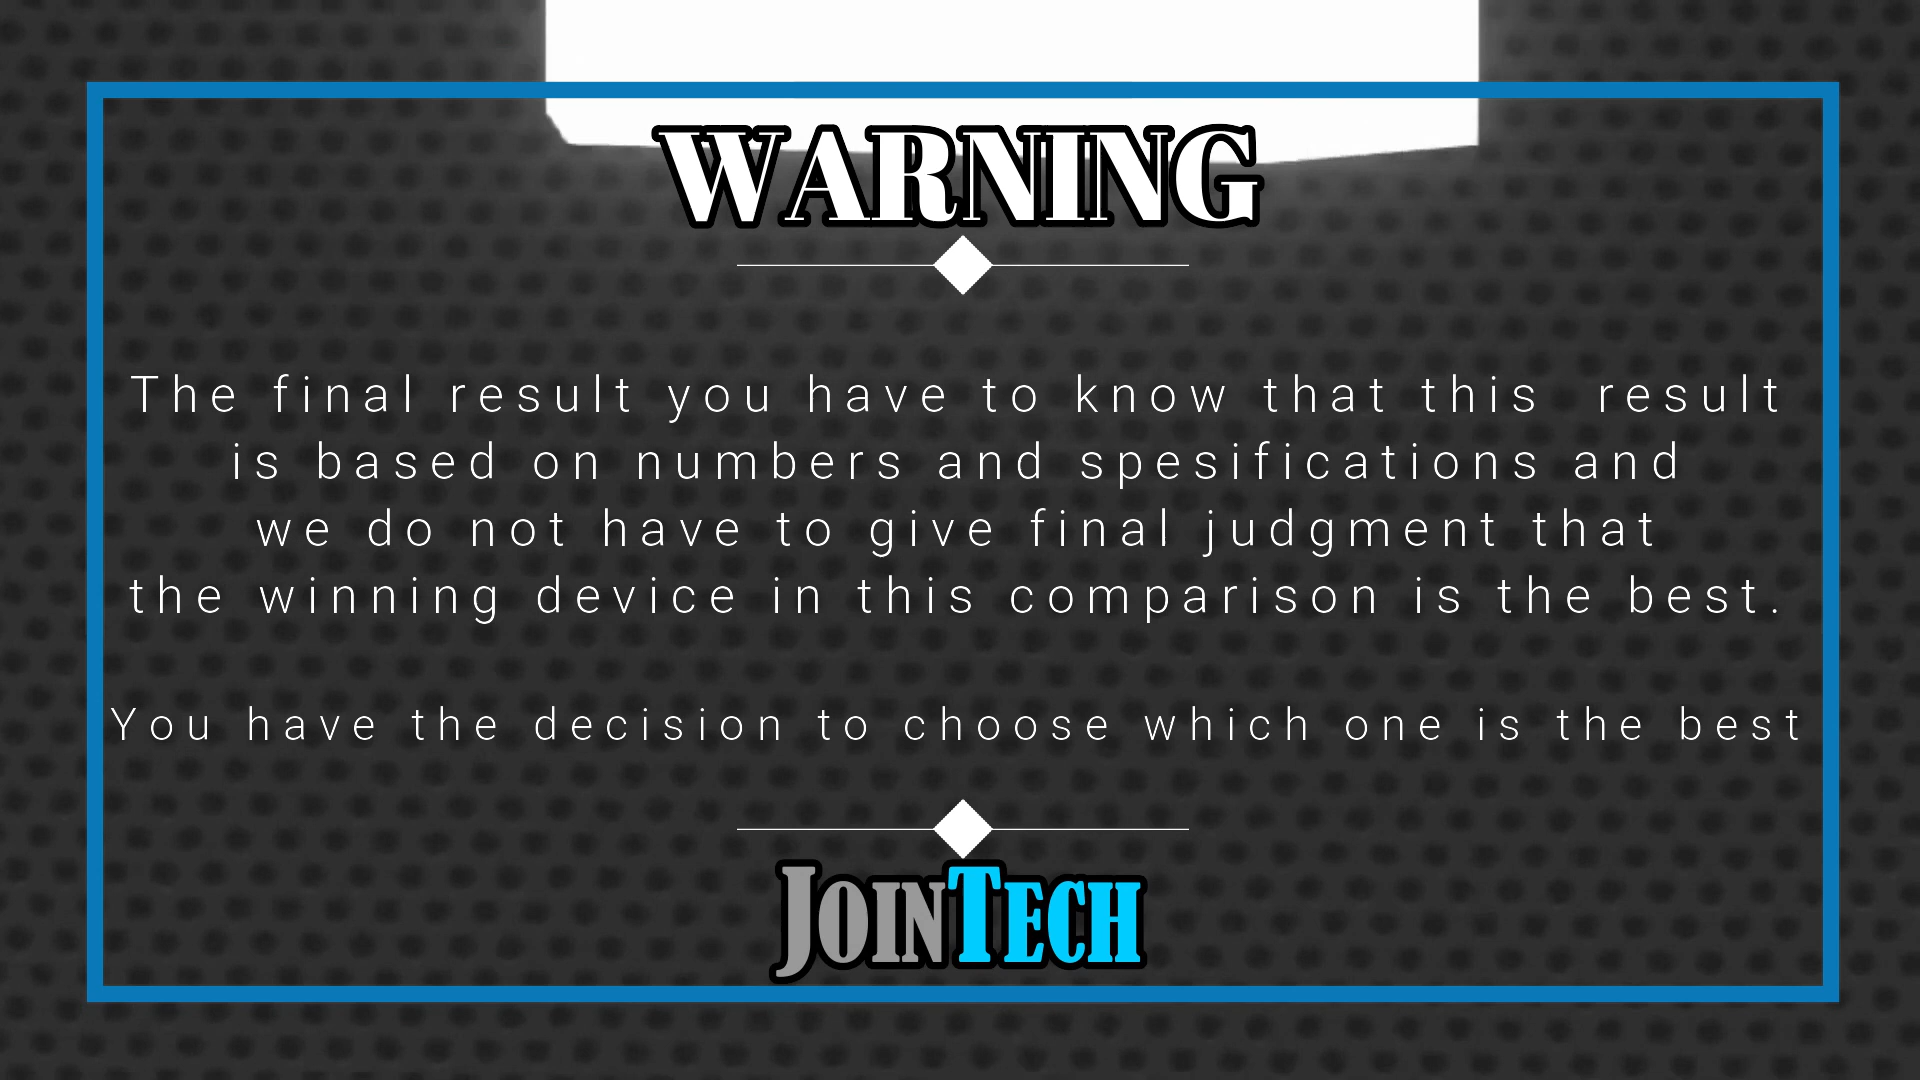 WARNING
The final result you have to know that this result
is based on numbers and spesifications and
we do not have to give final judgment that
the winning device in this comparison is the best.
You have the decision to choose which one is the best
JOINTECH